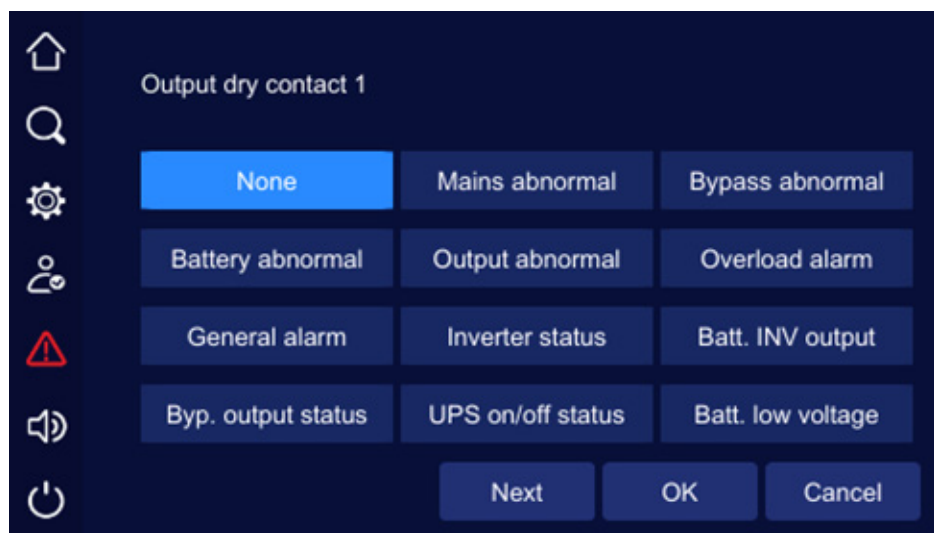 Output dry contact 1
None Mains abnormal Bypass abnormal
Battery abnormal Output abnormal Overload alarm
General alarm Inverter status Batt. INV output
Byp. output status UPS on/off status Batt. low voltage
Next OK Cancel